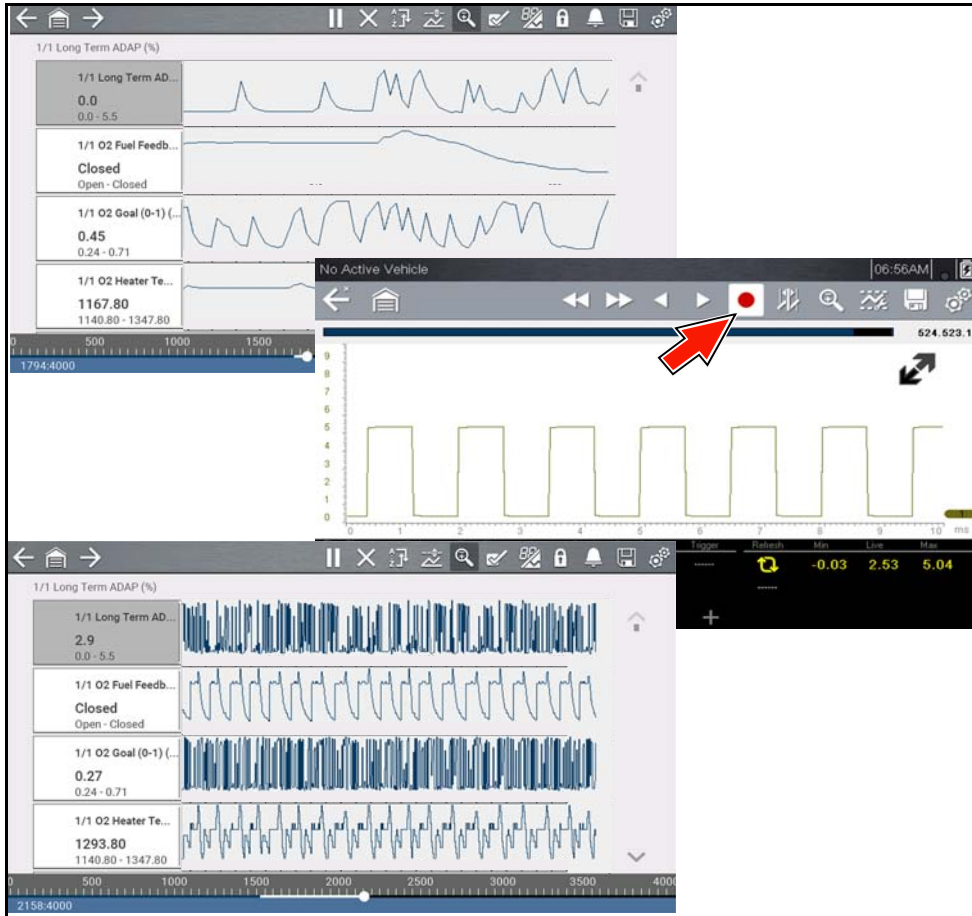 1/1 Long Term ADAP (%)
1/1 Long Term AD...
0.0
0.0 - 5.5
1/1 O2 Fuel Feedb...
Closed
Open - Closed
1/1 O2 Goal (0-1) (...
0.45
0.24 - 0.71
1/1 O2 Heater Te...
1167.80
1140.80 - 1347.80
0 500 1000 1500
1794:4000
No Active Vehicle 06:56AM
524.523.1
9
8
7
6
5
4
3
2
1
0
0 1 2 3 4 5 6 7 8 9 10 ms
1
Trigger Refresh Min Live Max
------ -0.03 2.53 5.04
------
+
1/1 Long Term ADAP (%)
1/1 Long Term AD...
2.9
0.0 - 5.5
1/1 O2 Fuel Feedb...
Closed
Open - Closed
1/1 O2 Goal (0-1) (...
0.27
0.24 - 0.71
1/1 O2 Heater Te...
1293.80
1140.80 - 1347.80
0 500 1000 1500 2000 2500 3000 3500 4000
2158:4000